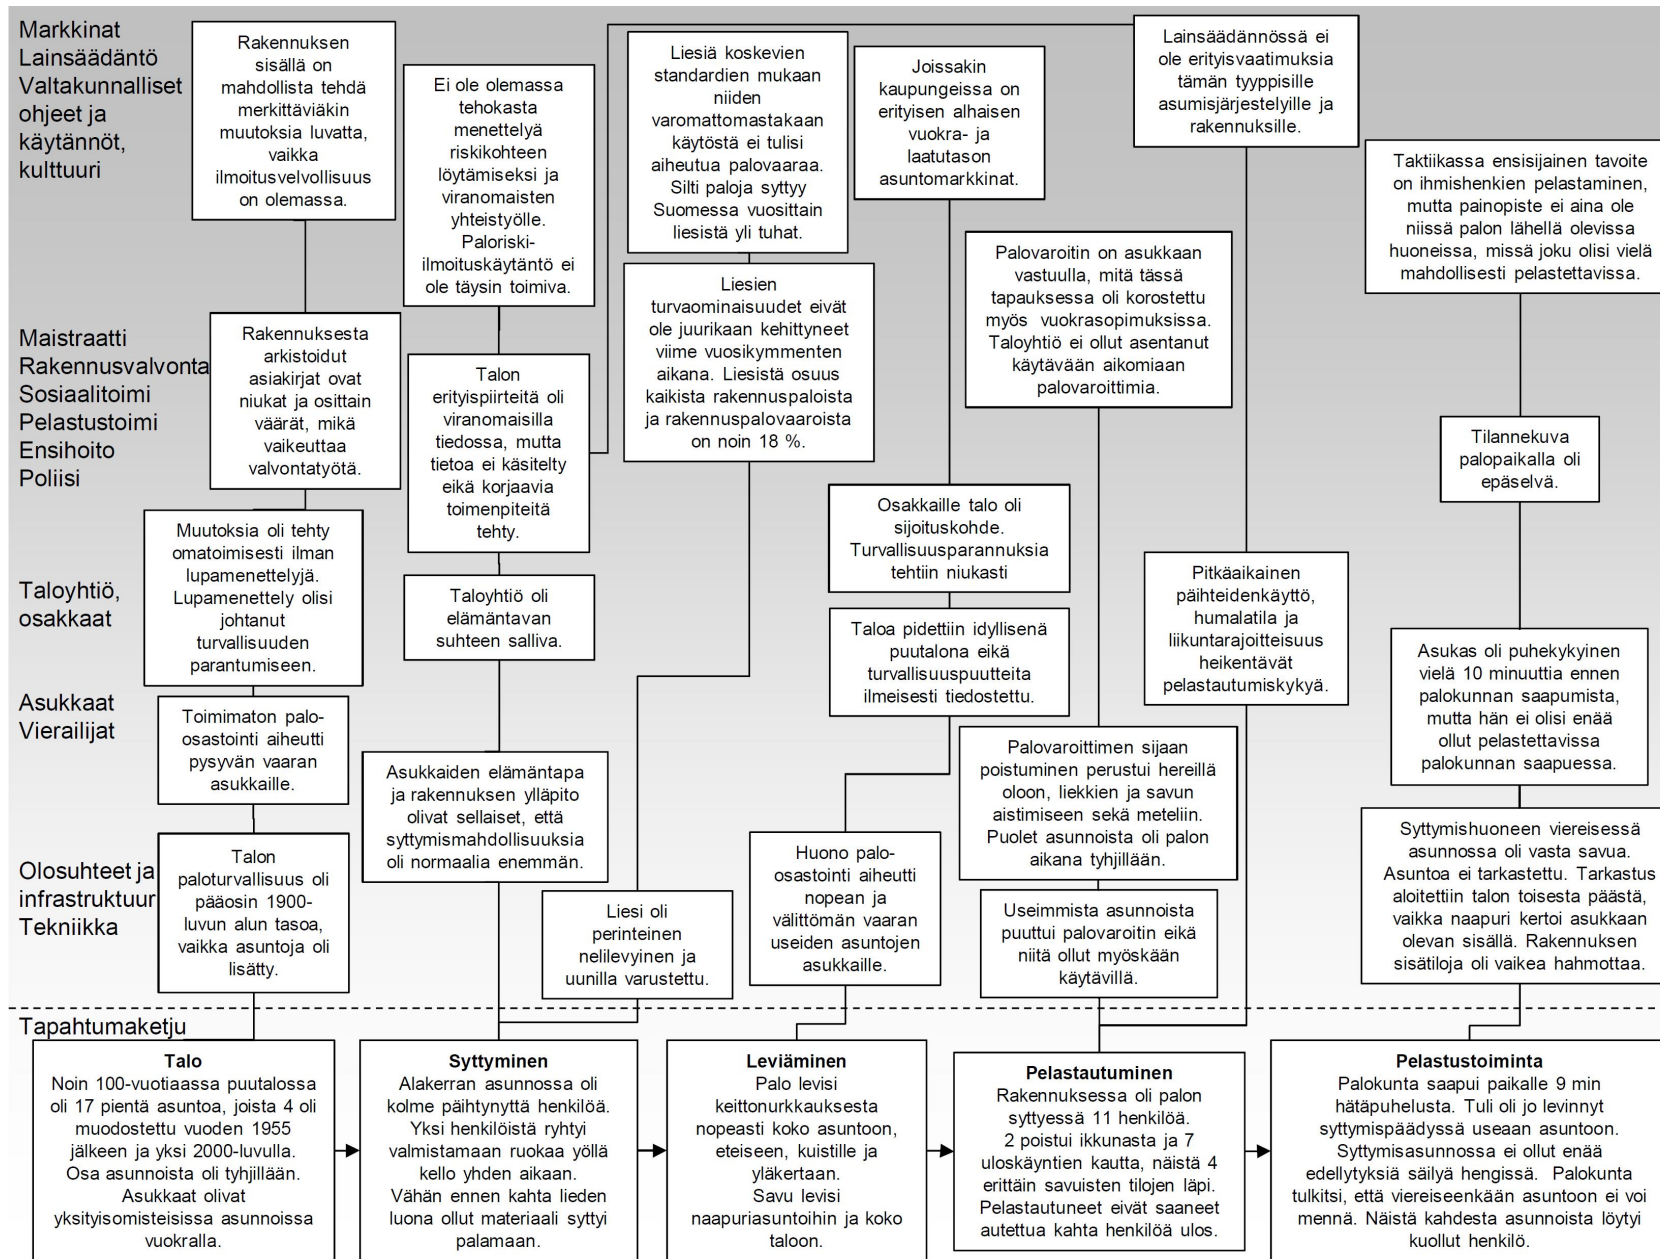 Markkinat
Lainsäädäntö
Valtakunnalliset
ohjeet ja
käytännöt,
kulttuuri
Rakennuksen
sisällä on
mahdollista tehdä
merkittäviäkin
muutoksia luvatta,
vaikka
ilmoitusvelvollisuus
on olemassa.
Ei ole olemassa
tehokasta
menettelyä
riskikohteen
löytämiseksi ja
viranomaisten
yhteistyölle.
Paloriski-
ilmoituskäytäntö ei
ole täysin toimiva.
Liesiä koskevien
standardien mukaan
niiden
varomattomastakaan
käytöstä ei tulisi
aiheutua palovaaraa.
Silti paloja syttyy
Suomessa vuosittain
liesistä yli tuhat.
Joissakin
kaupungeissa on
erityisen alhaisen
vuokra- ja
laatutason
asuntomarkkinat.
Lainsäädännössä ei
ole erityisvaatimuksia
tämän tyyppisille
asumisjärjestelyille ja
rakennuksille.
Taktiikassa ensisijainen tavoite
on ihmishenkien pelastaminen,
mutta painopiste ei aina ole
niissä palon lähellä olevissa
huoneissa, missä joku olisi vielä
mahdollisesti pelastettavissa.
Palovaroitin on asukkaan
vastuulla, mitä tässä
tapauksessa oli korostettu
myös vuokrasopimuksissa.
Taloyhtiö ei ollut asentanut
käytävään aikomiaan
palovaroittimia.
Liesien
turvaominaisuudet eivät
ole juurikaan kehittyneet
viime vuosikymmenten
aikana. Liesistä osuus
kaikista rakennuspaloista
ja rakennuspalovaaroista
on noin 18 %.
Maistraatti
Rakennusvalvonta
Sosiaalitoimi
Pelastustoimi
Ensihoito
Poliisi
Rakennuksesta
arkistoidut
asiakirjat ovat
niukat ja osittain
väärät, mikä
vaikeuttaa
valvontatyötä.
Talon
erityispiirteitä oli
viranomaisilla
tiedossa, mutta
tietoa ei käsitelty
eikä korjaavia
toimenpiteitä
tehty.
Tilannekuva
palopaikalla oli
epäselvä.
Osakkaille talo oli
sijoituskohde.
Turvallisuusparannuksia
tehtiin niukasti
Taloyhtiö,
osakkaat
Muutoksia oli tehty
omatoimisesti ilman
lupamenettelyjä.
Lupamenettely olisi
johtanut
turvallisuuden
parantumiseen.
Taloyhtiö oli
elämäntavan
suhteen salliva.
Taloa pidettiin idyllisenä
puutalona eikä
turvallisuuspuutteita
ilmeisesti tiedostettu.
Pitkäaikainen
päihteidenkäyttö,
humalatila ja
liikuntarajoitteisuus
heikentävät
pelastautumiskykyä.
Asukas oli puhekykyinen
vielä 10 minuuttia ennen
palokunnan saapumista,
mutta hän ei olisi enää
ollut pelastettavissa
palokunnan saapuessa.
Asukkaat
Vierailijat
Toimimaton palo-
osastointi aiheutti
pysyvän vaaran
asukkaille.
Asukkaiden elämäntapa
ja rakennuksen ylläpito
olivat sellaiset, että
syttymismahdollisuuksia
oli normaalia enemmän.
Palovaroittimen sijaan
poistuminen perustui hereillä
oloon, liekkien ja savun
aistimiseen sekä meteliin.
Puolet asunnoista oli palon
aikana tyhjillään.
Olosuhteet ja
infrastruktuur
Tekniikka
Talon
paloturvallisuus oli
pääosin 1900-
luvun alun tasoa,
vaikka asuntoja oli
lisätty.
Liesi oli
perinteinen
nelilevyinen ja
uunilla varustettu.
Huono palo-
osastointi aiheutti
nopean ja
välittömän vaaran
useiden asuntojen
asukkaille.
Useimmista asunnoista
puuttui palovaroitin eikä
niitä ollut myöskään
käytävillä.
Syttymishuoneen viereisessä
asunnossa oli vasta savua.
Asuntoa ei tarkastettu. Tarkastus
aloitettiin talon toisesta päästä,
vaikka naapuri kertoi asukkaan
olevan sisällä. Rakennuksen
sisätiloja oli vaikea hahmottaa.
Tapahtumaketju
Talo
Noin 100-vuotiaassa puutalossa
oli 17 pientä asuntoa, joista 4 oli
muodostettu vuoden 1955
jälkeen ja yksi 2000-luvulla.
Osa asunnoista oli tyhjillään.
Asukkaat olivat
yksityisomisteisissa asunnoissa
vuokralla.
Syttyminen
Alakerran asunnossa oli
kolme päihtynyttä henkilöä.
Yksi henkilöistä ryhtyi
valmistamaan ruokaa yöllä
kello yhden aikaan.
Vähän ennen kahta lieden
luona ollut materiaali syttyi
palamaan.
Leviäminen
Palo levisi
keittonurkkauksesta
nopeasti koko asuntoon,
eteiseen, kuistille ja
yläkertaan.
Savu levisi
naapuriasuntoihin ja koko
taloon.
Pelastautuminen
Rakennuksessa oli palon
syttyessä 11 henkilöä.
2 poistui ikkunasta ja 7
uloskäyntien kautta, näistä 4
erittäin savuisten tilojen läpi.
Pelastautuneet eivät saaneet
autettua kahta henkilöä ulos.
Pelastustoiminta
Palokunta saapui paikalle 9 min
hätäpuhelusta. Tuli oli jo levinnyt
syttymispäädyssä useaan asuntoon.
Syttymisasunnossa ei ollut enää
edellytyksiä säilyä hengissä. Palokunta
tulkitsi, että viereiseenkään asuntoon ei voi
mennä. Näistä kahdesta asunnoista löytyi
kuollut henkilö.